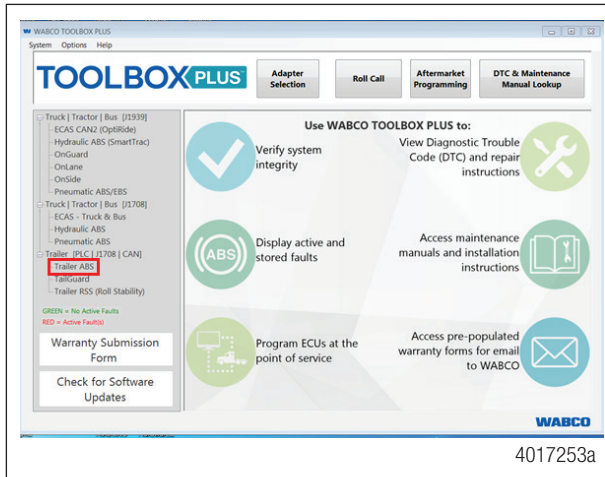 WABCO TOOLBOX PLUS
System Options Help
TOOLBOX PLUS
Adapter
Selection
Roll Call
Aftermarket
Programming
DTC & Maintenance
Manual Lookup
Truck | Tractor | Bus [J1939]
ECAS CAN2 (OptiRide)
Hydraulic ABS (SmartTrac)
OnGuard
OnLane
OnSide
Pneumatic ABS/EBS
Truck | Tractor | Bus [J1708]
ECAS - Truck & Bus
Hydraulic ABS
Pneumatic ABS
Trailer [PLC | J1708 | CAN]
Trailer ABS
TailGuard
Trailer RSS (Roll Stability)
GREEN = No Active Faults
RED = Active Fault(s)
Warranty Submission
Form
Check for Software
Updates
Use WABCO TOOLBOX PLUS to:
Verify system
integrity
View Diagnostic Trouble
Code (DTC) and repair
instructions
ABS
Display active and
stored faults
Access maintenance
manuals and installation
instructions
Program ECUs at the
point of service
Access pre-populated
warranty forms for email
to WABCO
WABCO
4017253a